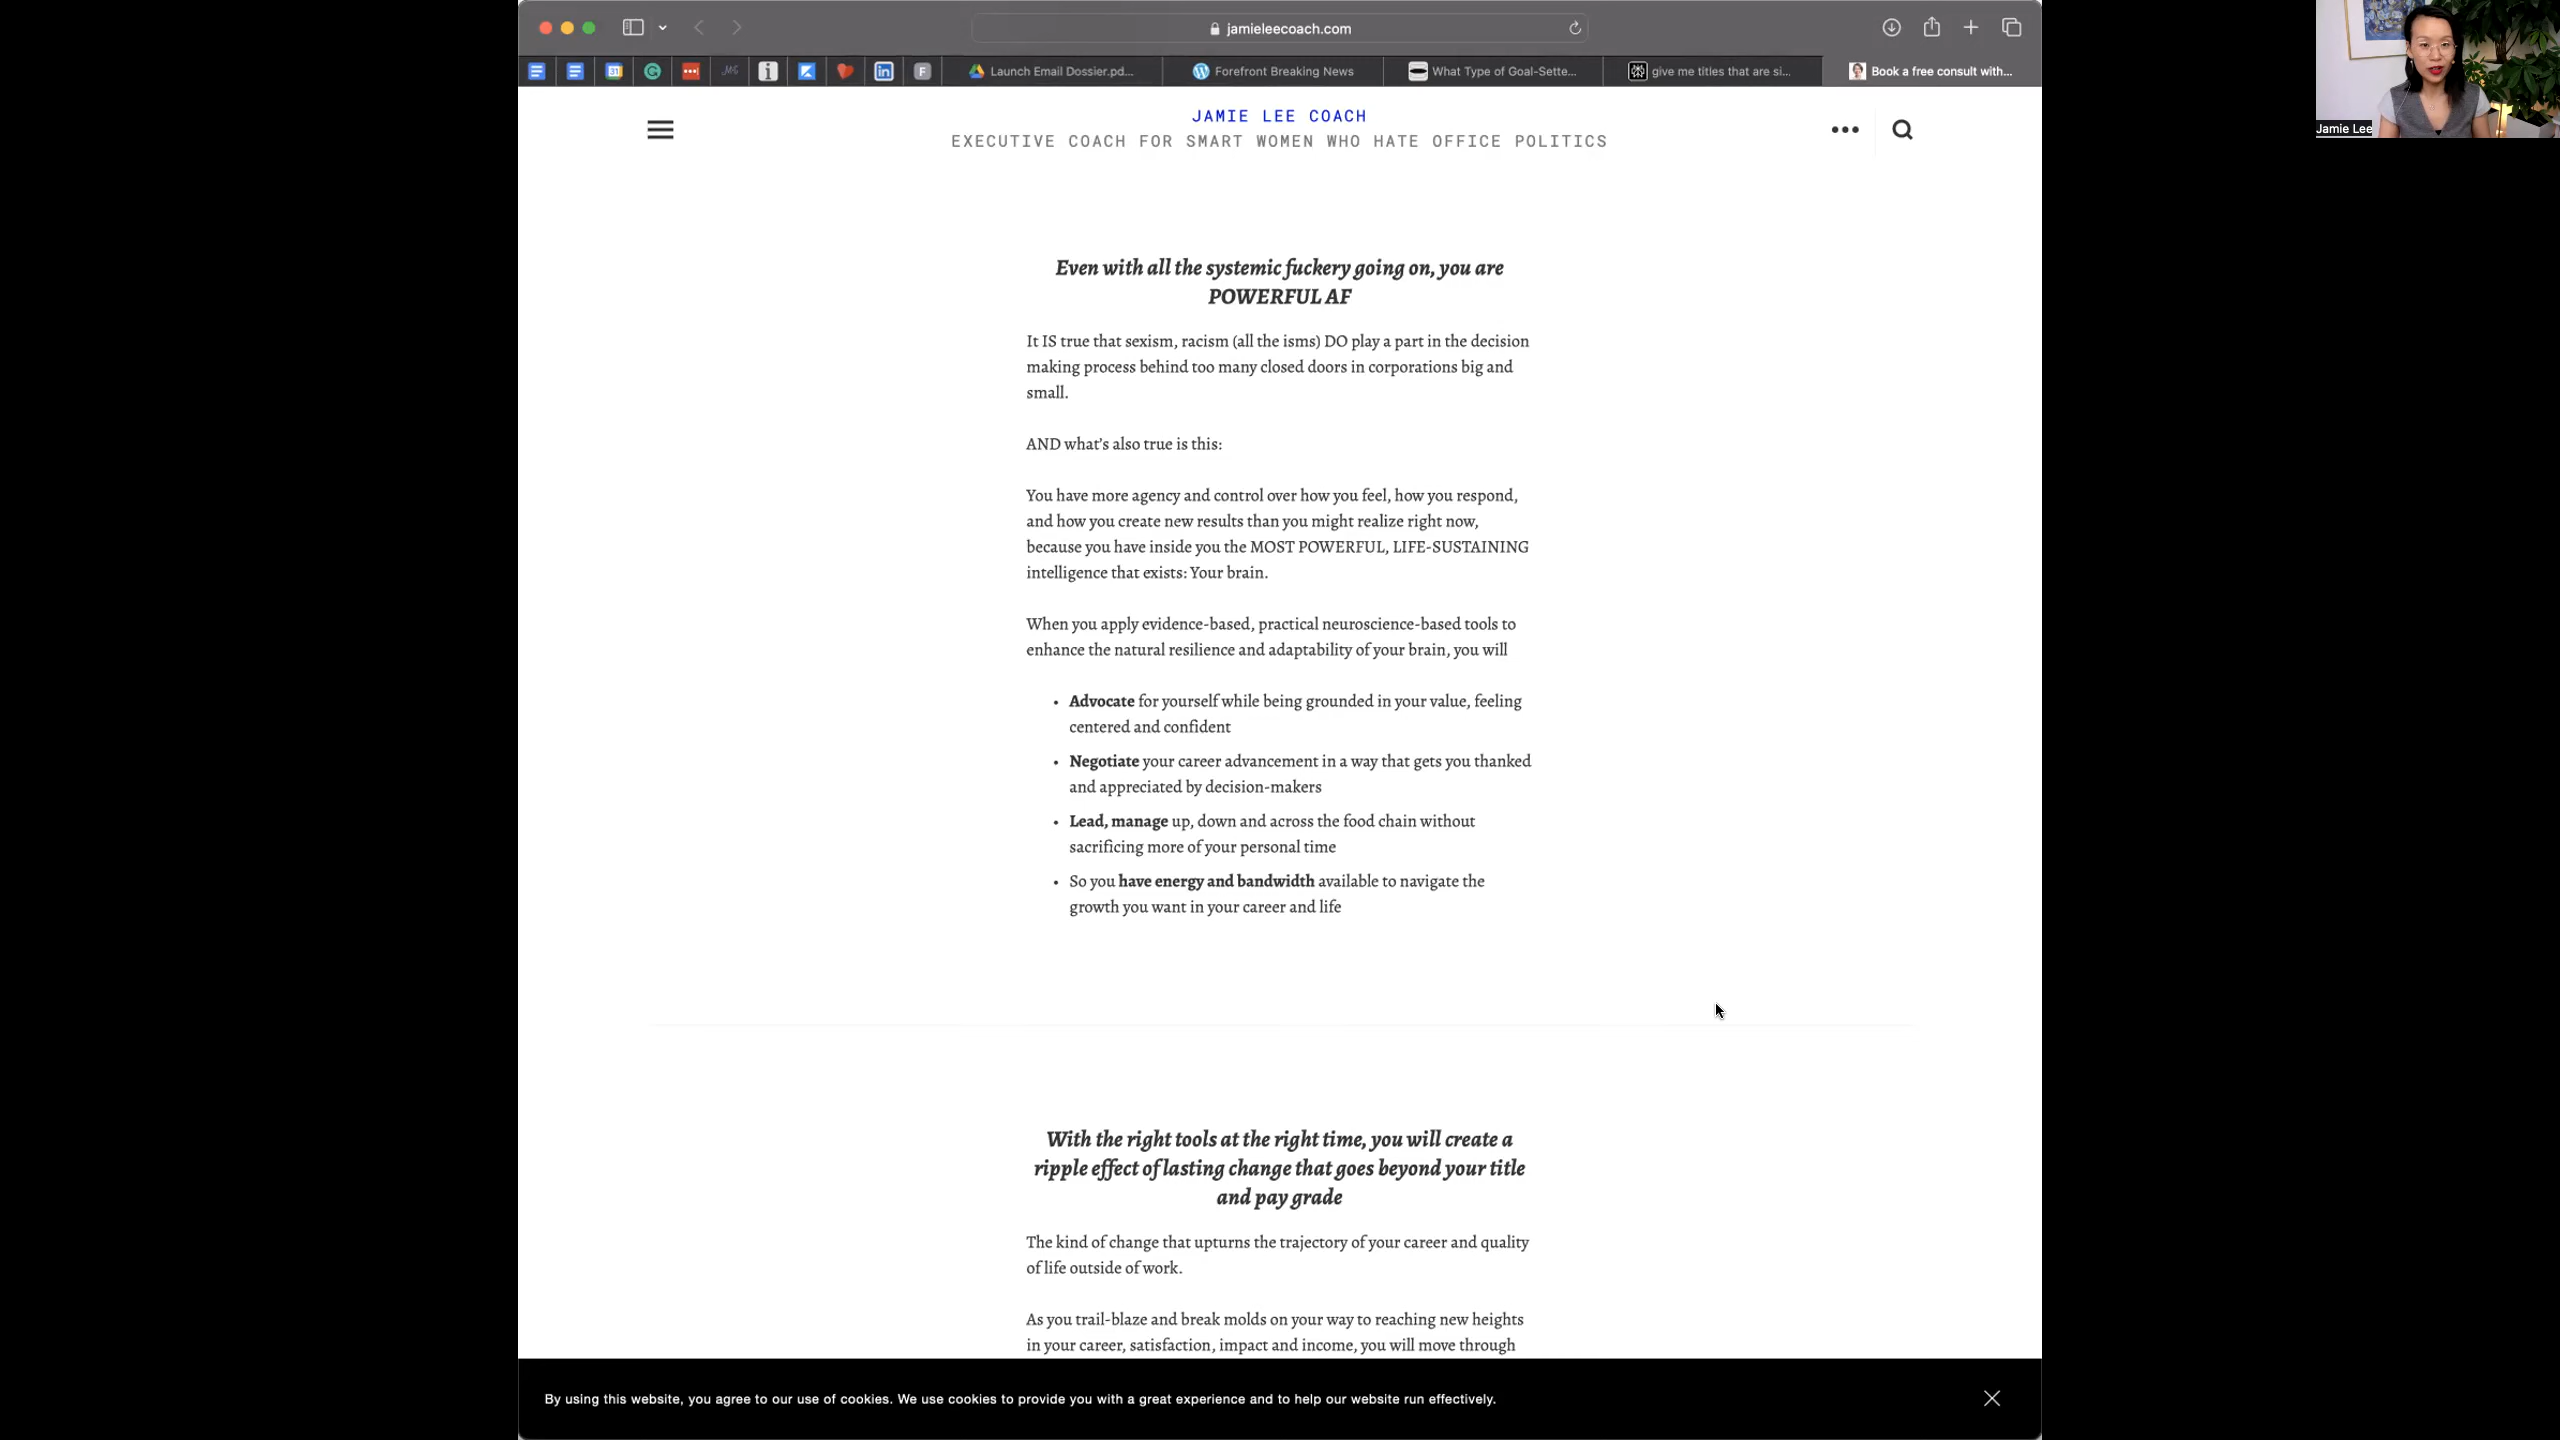 jamieleecoach.com
31
Launch Email Dossier.pd...
Forefront Breaking News
What Type of Goal-Sette...
give me titles that are si...
Book a free consult with...
JAMIE LEE COACH
EXECUTIVE COACH FOR SMART WOMEN WHO HATE OFFICE POLITICS
Jamie Lee
Even with all the systemic fuckery going on, you are
POWERFUL AF
It IS true that sexism, racism (all the isms) DO play a part in the decision
making process behind too many closed doors in corporations big and
small.
AND what's also true is this:
You have more agency and control over how you feel, how you respond,
and how you create new results than you might realize right now,
because you have inside you the MOST POWERFUL, LIFE-SUSTAINING
intelligence that exists: Your brain.
When you apply evidence-based, practical neuroscience-based tools to
enhance the natural resilience and adaptability of your brain, you will
• Advocate for yourself while being grounded in your value, feeling
centered and confident
• Negotiate your career advancement in a way that gets you thanked
and appreciated by decision-makers
• Lead, manage up, down and across the food chain without
sacrificing more of your personal time
• So you have energy and bandwidth available to navigate the
growth you want in your career and life
With the right tools at the right time, you will create a
ripple effect of lasting change that goes beyond your title
and pay grade
The kind of change that upturns the trajectory of your career and quality
of life outside of work.
As you trail-blaze and break molds on your way to reaching new heights
in your career, satisfaction, impact and income, you will move through
By using this website, you agree to our use of cookies. We use cookies to provide you with a great experience and to help our website run effectively.